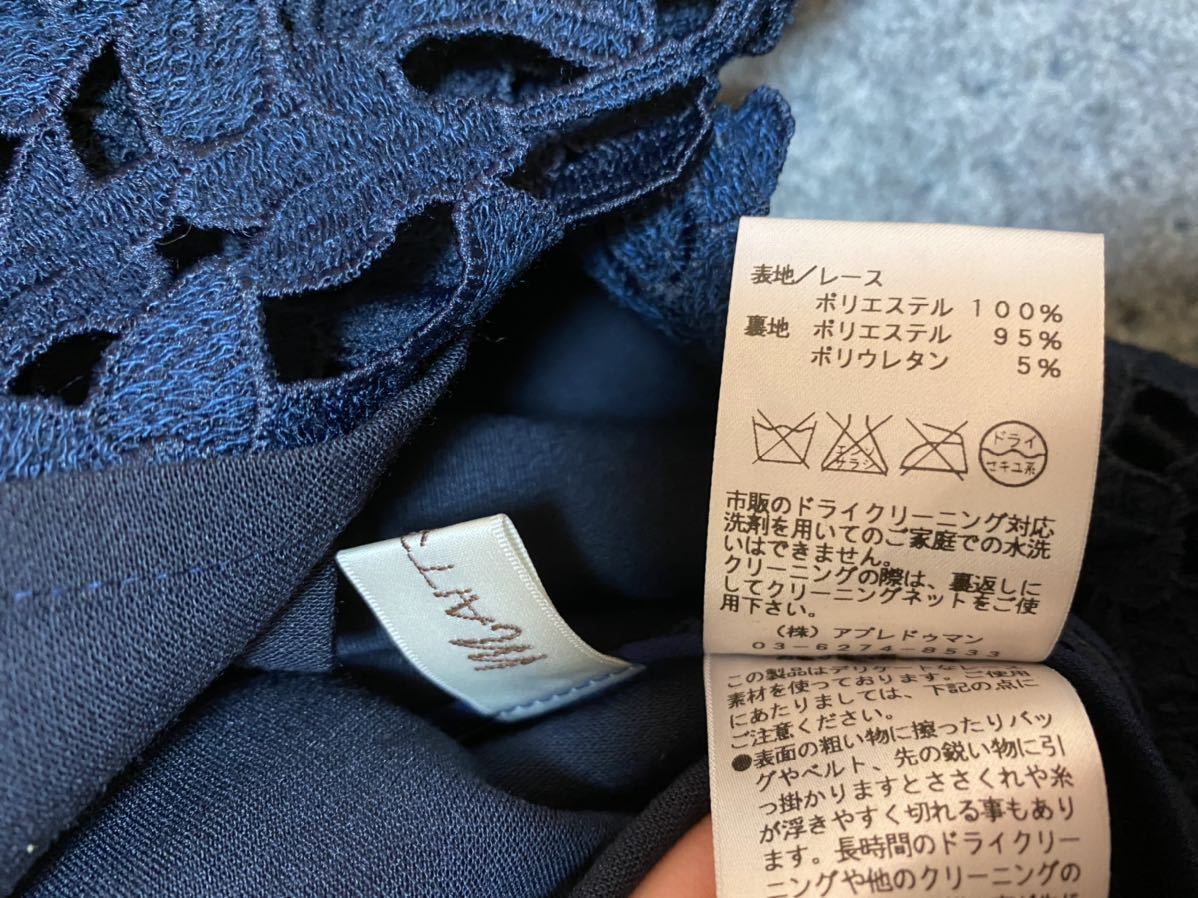 表地／レース
ポリエステル 100%
裏地 ポリエステル 95%
ポリウレタン 5%
エンソ
サラシ
ドライ
セキユ系
市販のドライクリーニング対応
洗剤を用いてのご家庭での水洗
いはできません。
クリーニングの際は、裏返しに
してクリーニングネットをご使
用下さい。
（株）アプレドゥマン
03-6274-8533
この製品はデリケートなレース
素材を使っております。ご使用
にあたりましては、下記の点に
ご注意ください。
●表面の粗い物に擦ったりバッ
グやベルト、先の鋭い物に引
っ掛かりますとささくれや糸
が浮きやすく切れる事もあり
ます。長時間のドライクリー
ニングや他のクリーニングの